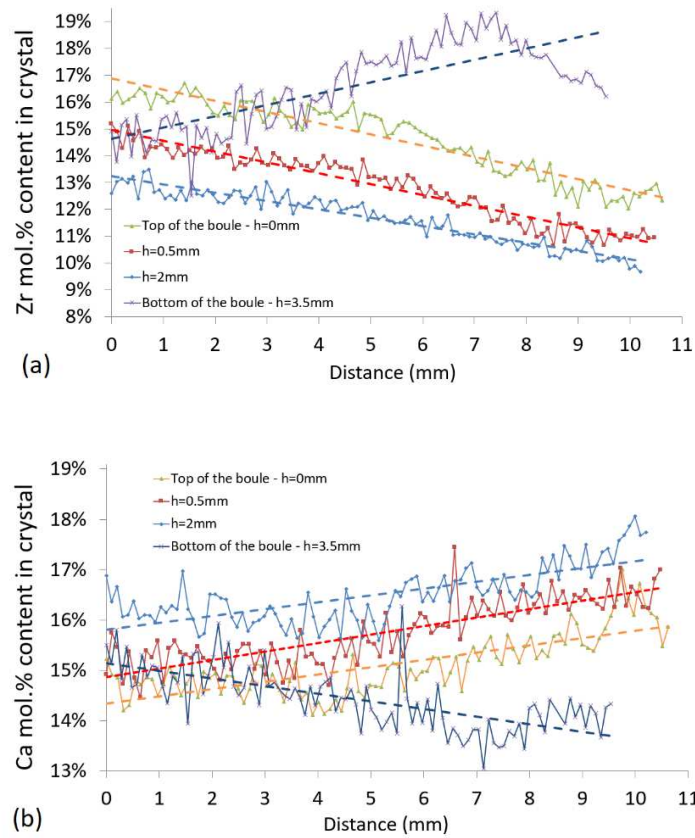 19%
18%
17%
16%
15%
14%
13%
12%
11%
10%
9%
8%
Zr mol.% content in crystal
Top of the boule - h=0mm
h=0.5mm
h=2mm
Bottom of the boule - h=3.5mm
0 1 2 3 4 5 6 7 8 9 10 11
Distance (mm)
(a)
19%
18%
17%
16%
15%
14%
13%
Ca mol.% content in crystal
Top of the boule - h=0mm
h=0.5mm
h=2mm
Bottom of the boule - h=3.5mm
0 1 2 3 4 5 6 7 8 9 10 11
Distance (mm)
(b)